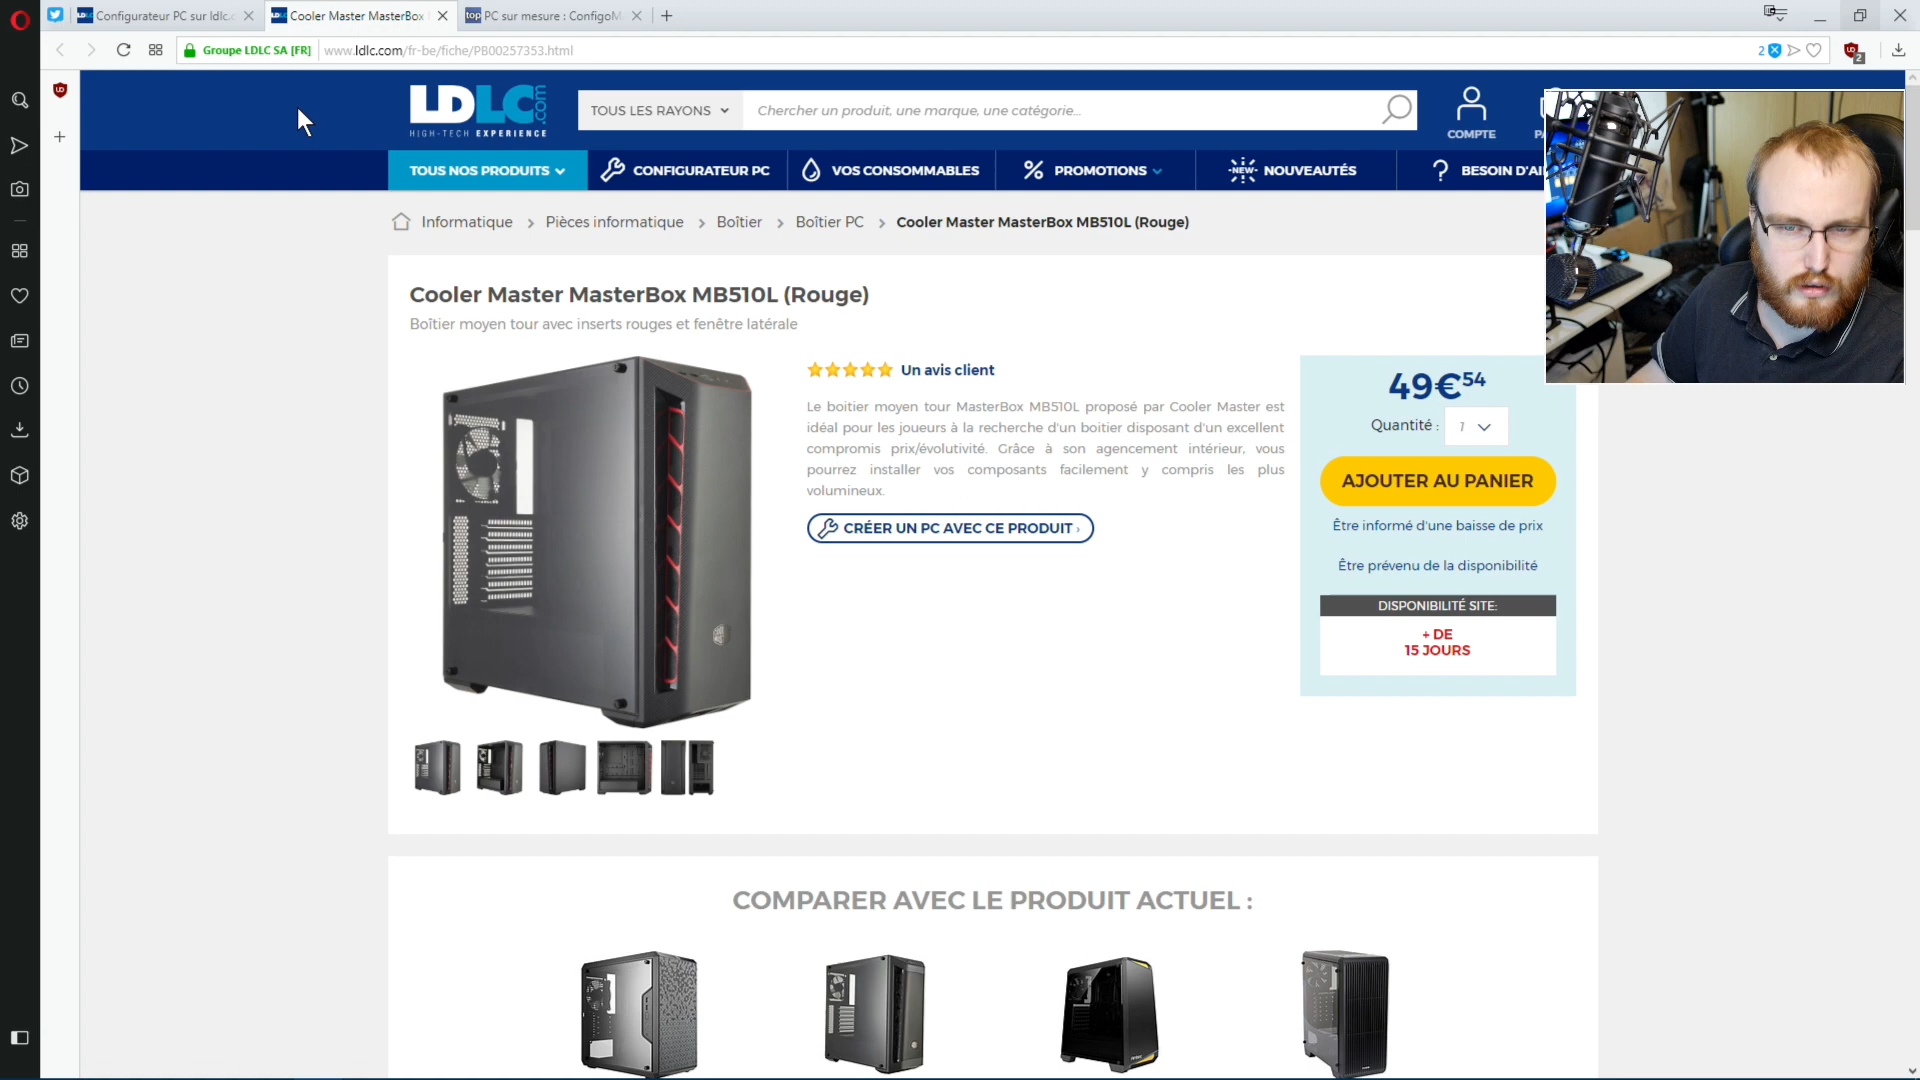 Configurateur PC sur ldlc.c
Cooler Master MasterBox
top PC sur mesure : ConfigoM
Groupe LDLC SA [FR]
www.ldlc.com/fr-be/fiche/PB00257353.html
2
2
LDLC.com
HIGH-TECH EXPERIENCE
TOUS LES RAYONS
Chercher un produit, une marque, une catégorie...
COMPTE
TOUS NOS PRODUITS
CONFIGURATEUR PC
VOS CONSOMMABLES
PROMOTIONS
NEW
NOUVEAUTÉS
BESOIN D'AI
Informatique > Pièces informatique > Boîtier > Boîtier PC > Cooler Master MasterBox MB510L (Rouge)
Cooler Master MasterBox MB510L (Rouge)
Boîtier moyen tour avec inserts rouges et fenêtre latérale
Un avis client
Le boitier moyen tour MasterBox MB510L proposé par Cooler Master est
idéal pour les joueurs à la recherche d'un boitier disposant d'un excellent
compromis prix/évolutivité. Grâce à son agencement intérieur, vous
pourrez installer vos composants facilement y compris les plus
volumineux.
CRÉER UN PC AVEC CE PRODUIT ›
49€54
Quantité : 1
AJOUTER AU PANIER
Être informé d'une baisse de prix
Être prévenu de la disponibilité
DISPONIBILITÉ SITE:
+ DE
15 JOURS
COMPARER AVEC LE PRODUIT ACTUEL :